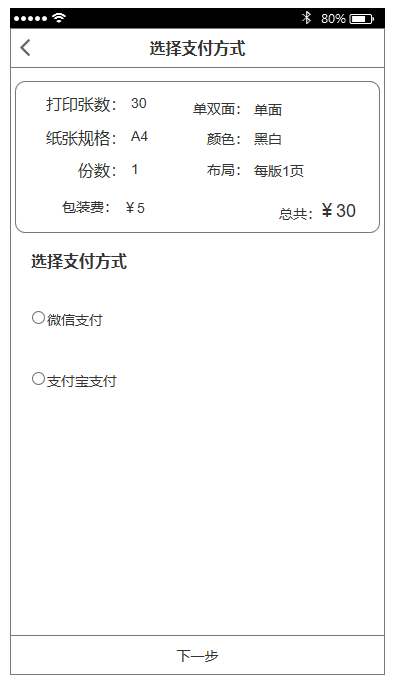 80%
选择支付方式
打印张数： 30 单双面： 单面
纸张规格： A4 颜色： 黑白
份数： 1 布局： 每版1页
包装费： ￥5 总共：￥30
选择支付方式
微信支付
支付宝支付
下一步